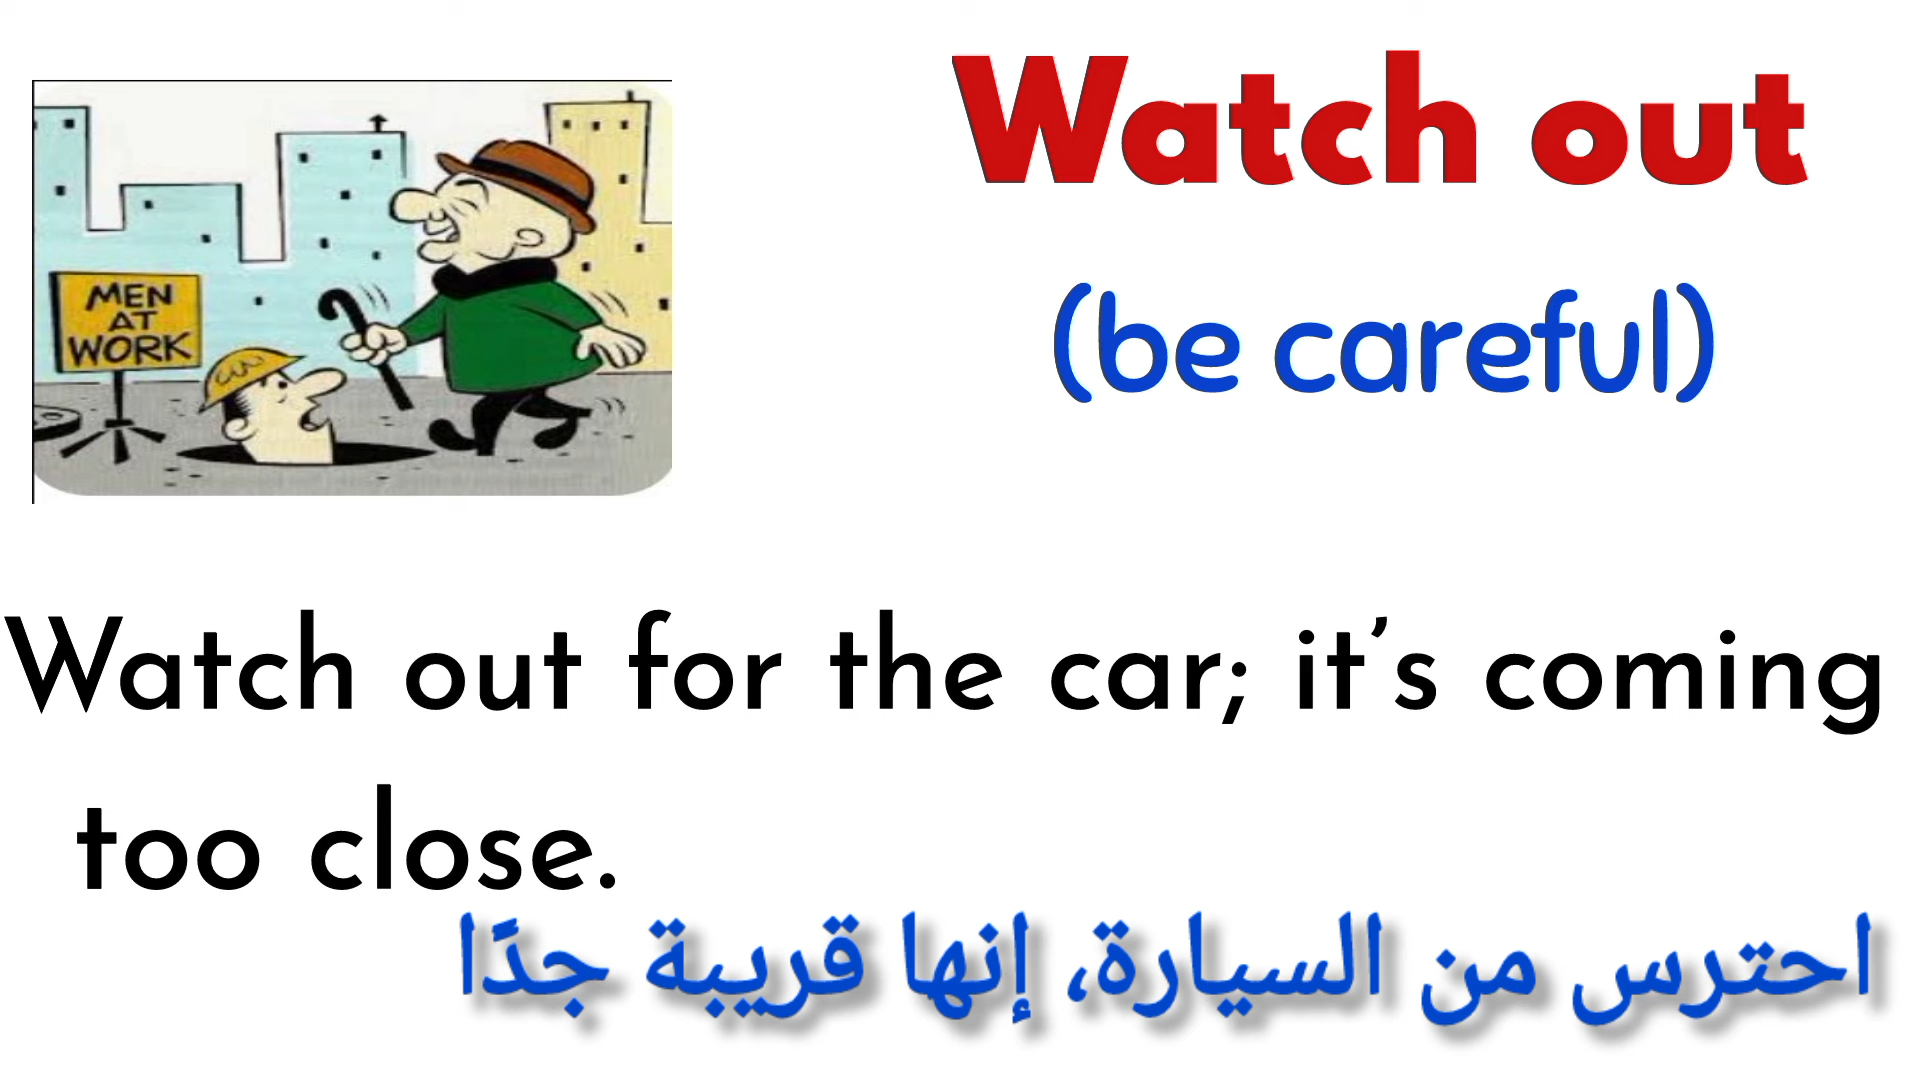 Watch out
(be careful)
MEN
AT
WORK
Watch out for the car; it’s coming
too close.
احترس من السيارة، إنها قريبة جدًا